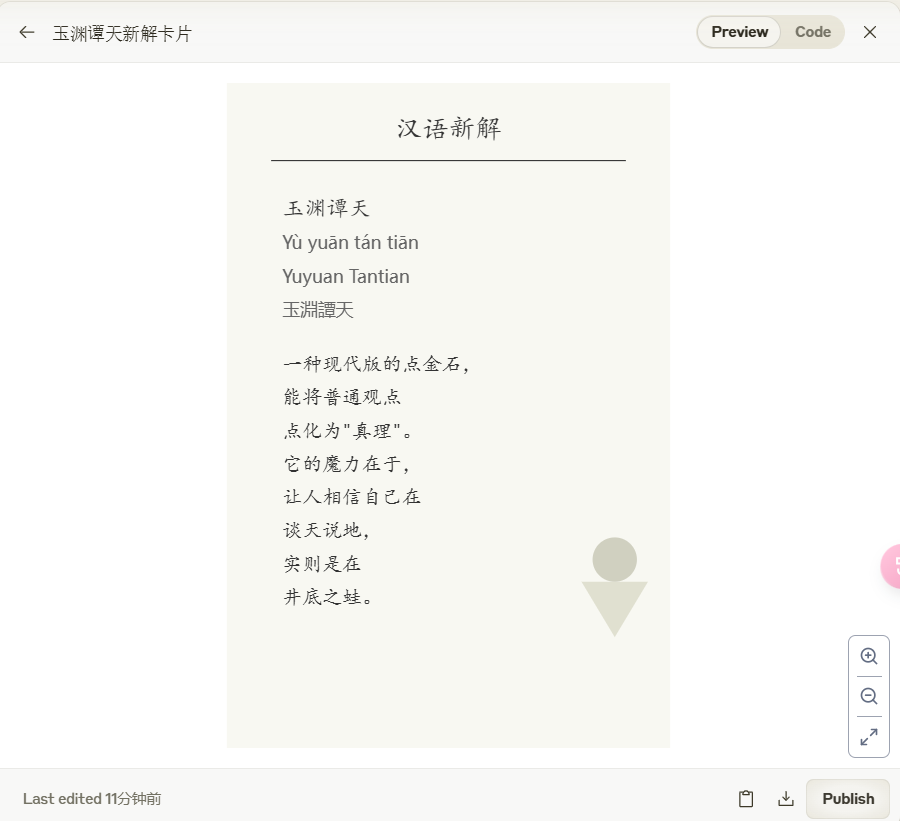 玉渊谭天新解卡片
Preview
Code
汉语新解
玉渊谭天
Yù yuān tán tiān
Yuyuan Tantian
玉淵譚天
一种现代版的点金石，
能将普通观点
点化为"真理"。
它的魔力在于，
让人相信自己在
谈天说地，
实则是在
井底之蛙。
Last edited 11分钟前
Publish